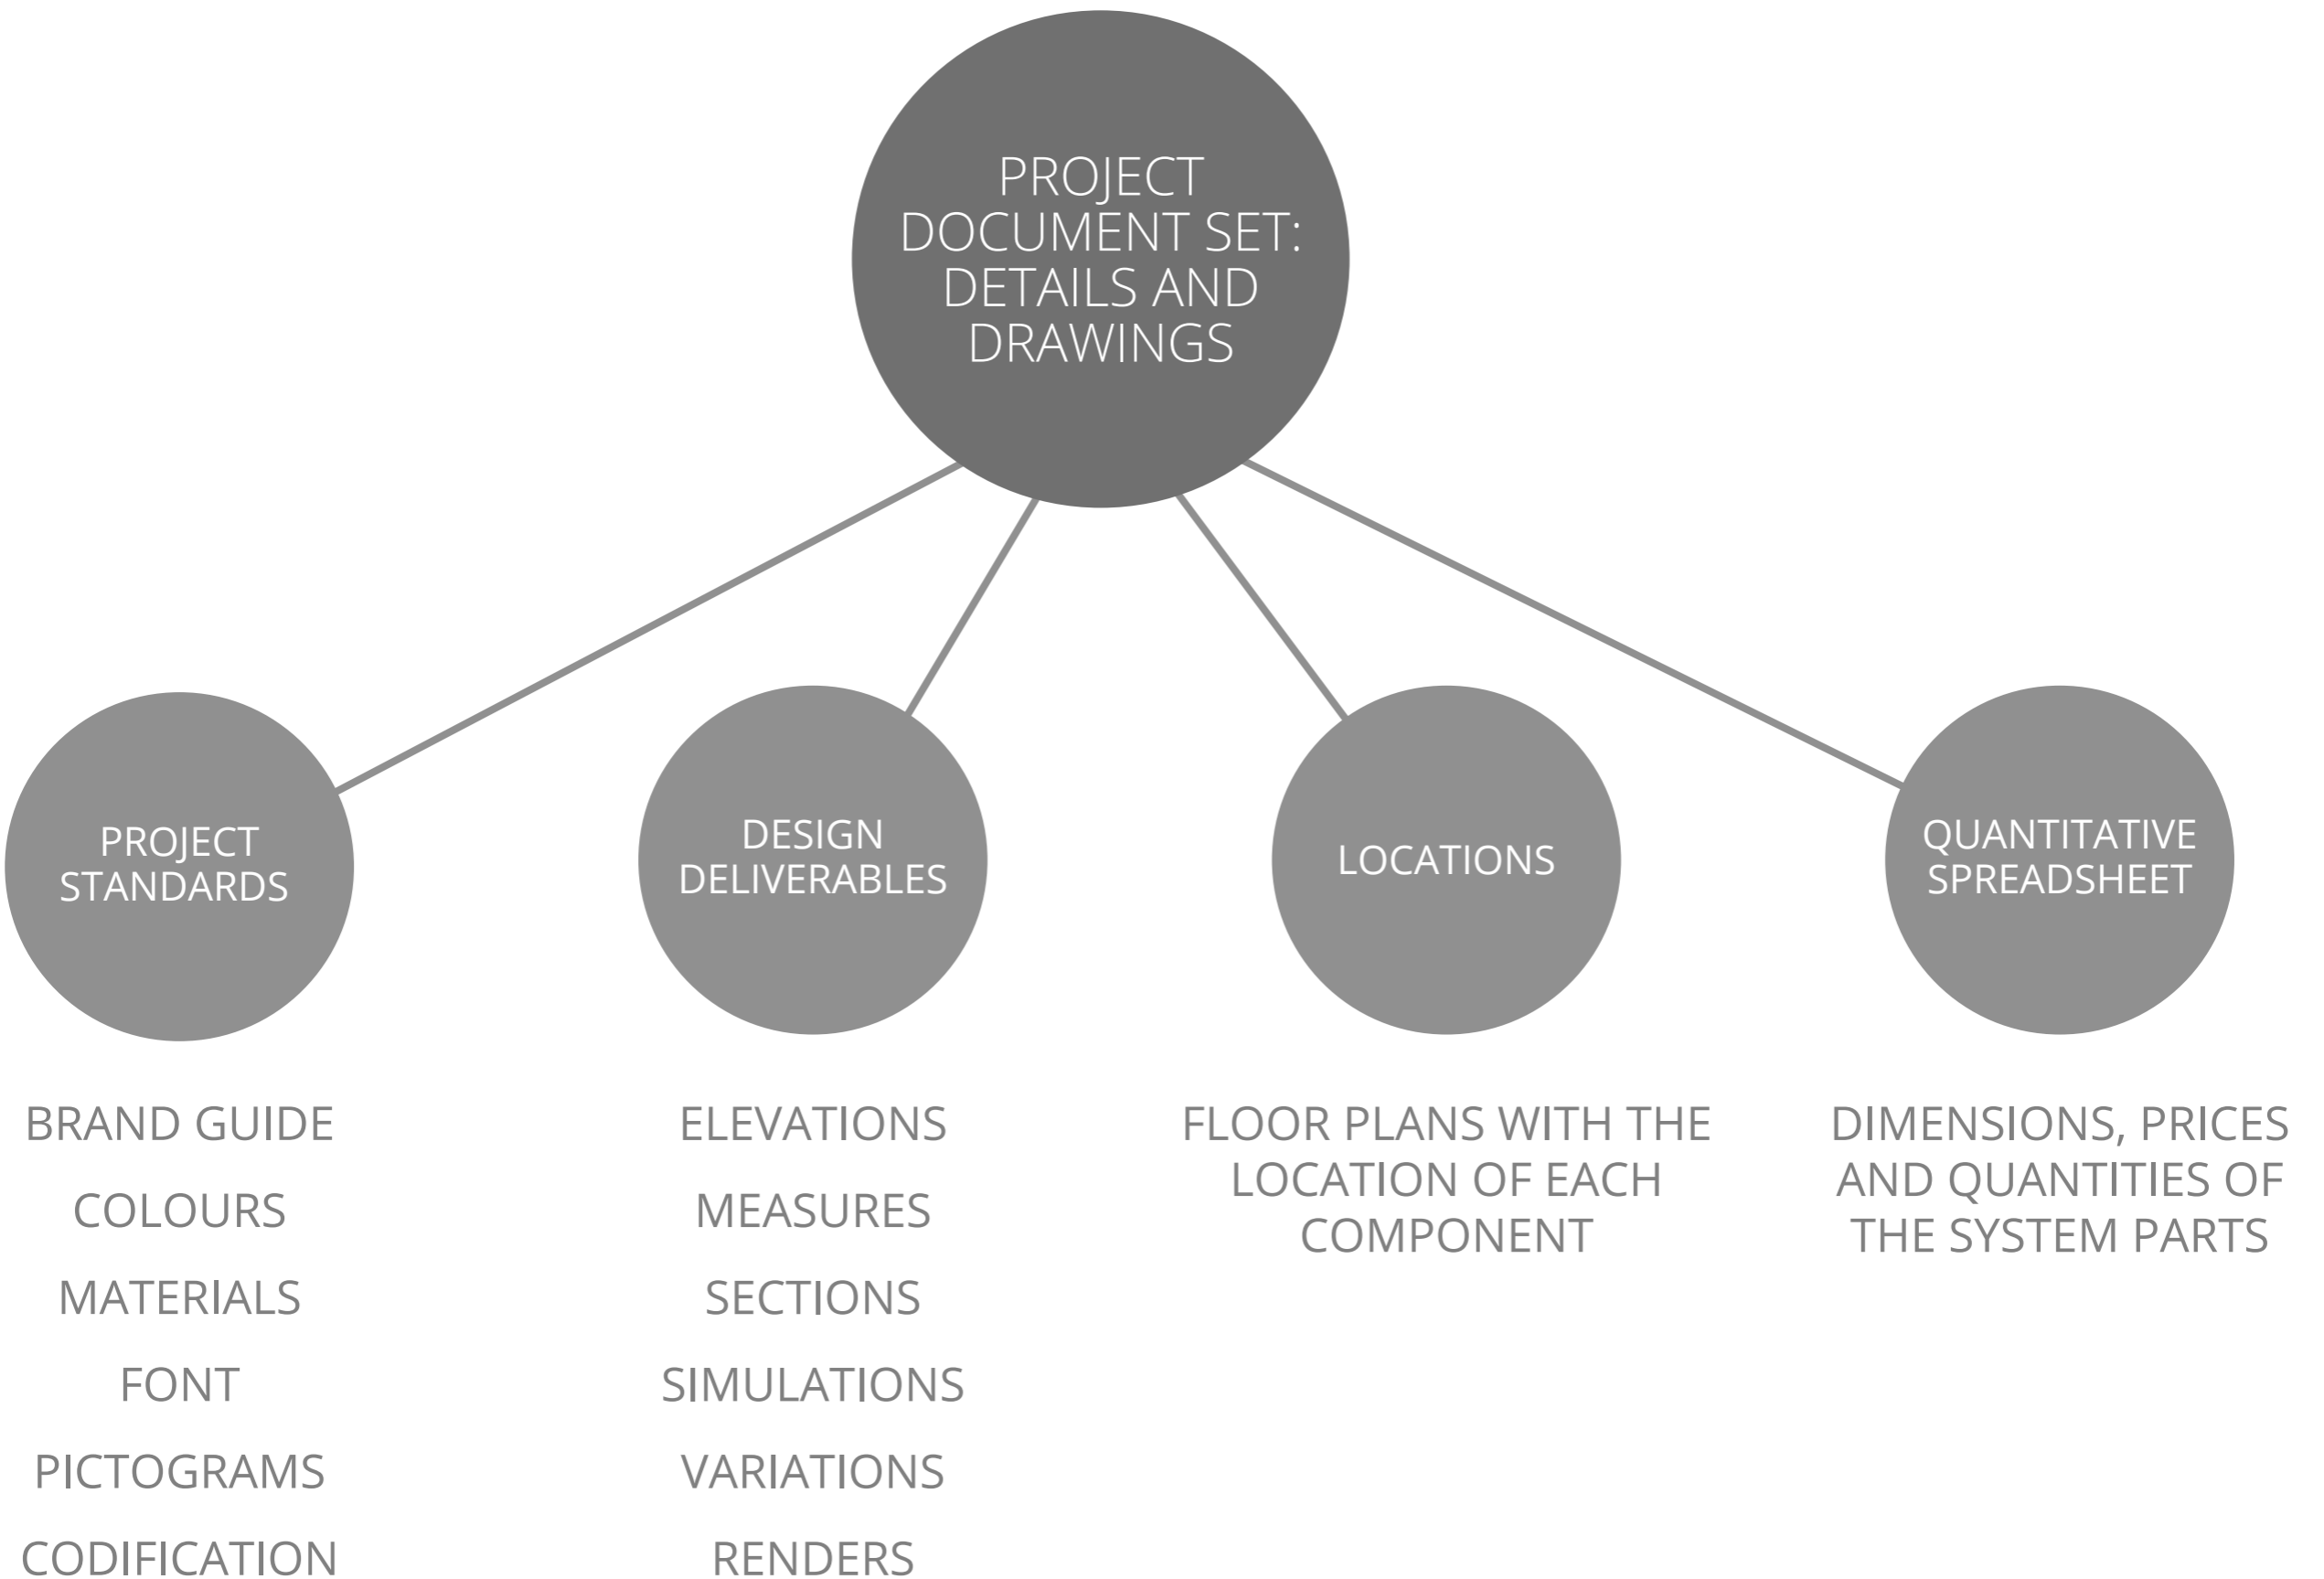 PROJECT
DOCUMENT SET:
DETAILS AND
DRAWINGS
PROJECT
STANDARDS
DESIGN
DELIVERABLES
LOCATIONS
QUANTITATIVE
SPREADSHEET
BRAND GUIDE
COLOURS
MATERIALS
FONT
PICTOGRAMS
CODIFICATION
ELEVATIONS
MEASURES
SECTIONS
SIMULATIONS
VARIATIONS
RENDERS
FLOOR PLANS WITH THE
LOCATION OF EACH
COMPONENT
DIMENSIONS, PRICES
AND QUANTITIES OF
THE SYSTEM PARTS